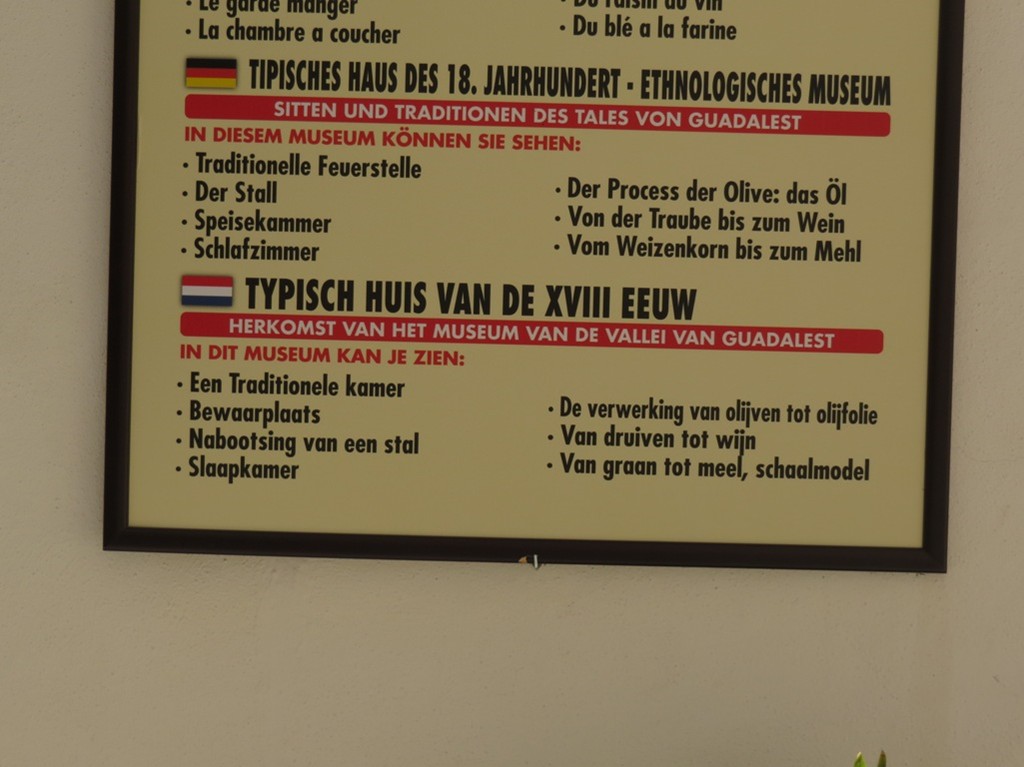 · Le garde manger
· La chambre a coucher
· Du raisin au vin
· Du blé a la farine
TIPISCHES HAUS DES 18. JAHRHUNDERT - ETHNOLOGISCHES MUSEUM
SITTEN UND TRADITIONEN DES TALES VON GUADALEST
IN DIESEM MUSEUM KÖNNEN SIE SEHEN:
· Traditionelle Feuerstelle
· Der Stall
· Speisekammer
· Schlafzimmer
· Der Process der Olive: das Öl
· Von der Traube bis zum Wein
· Vom Weizenkorn bis zum Mehl
TYPISCH HUIS VAN DE XVIII EEUW
HERKOMST VAN HET MUSEUM VAN DE VALLEI VAN GUADALEST
IN DIT MUSEUM KAN JE ZIEN:
· Een Traditionele kamer
· Bewaarplaats
· Nabootsing van een stal
· Slaapkamer
· De verwerking van olijven tot olijfolie
· Van druiven tot wijn
· Van graan tot meel, schaalmodel